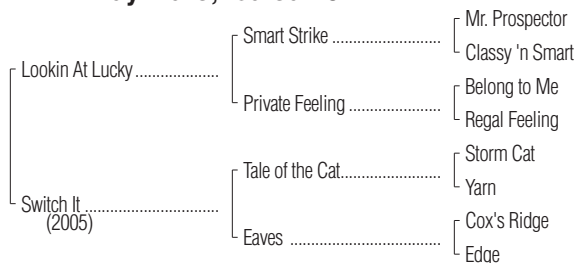 Mr. Prospector
Smart Strike ........................
Classy 'n Smart
Lookin At Lucky ....................
Belong to Me
Private Feeling ....................
Regal Feeling
Storm Cat
Tale of the Cat......................
Yarn
Switch It ................................
(2005)
Cox's Ridge
Eaves .................................
Edge